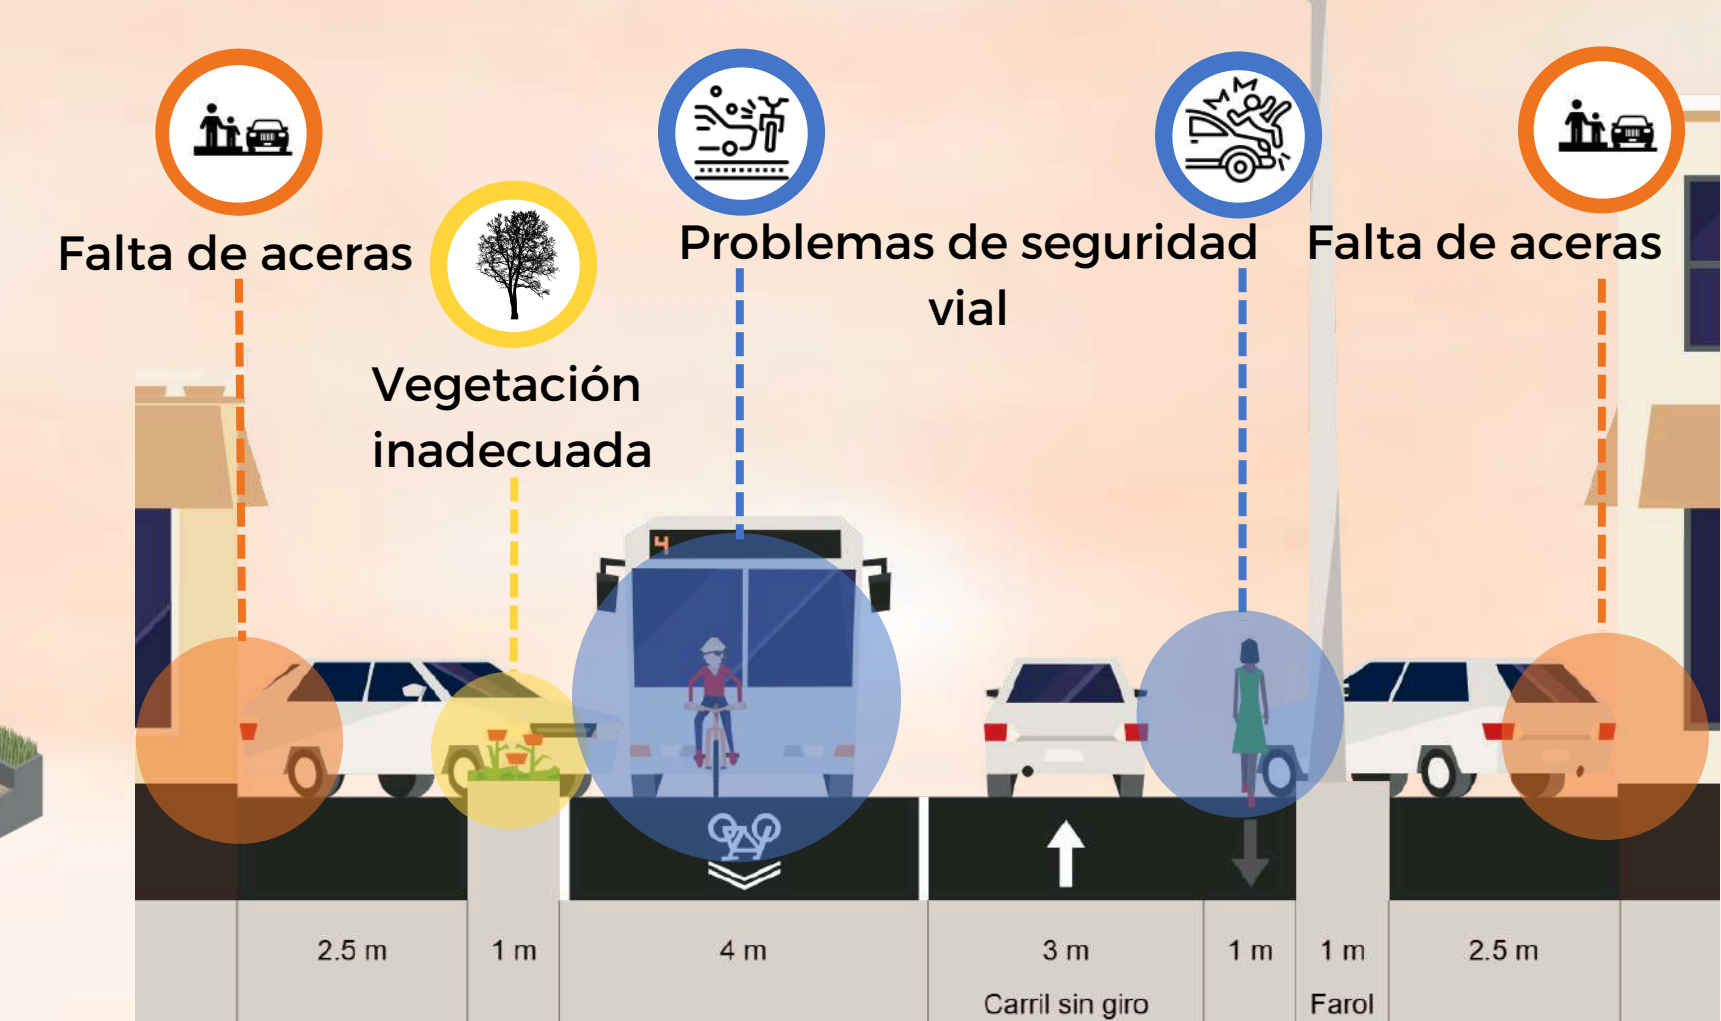 Falta de aceras
Vegetación
inadecuada
Problemas de seguridad
vial
Falta de aceras
4
2.5 m
1 m
4 m
3 m
Carril sin giro
1 m
1 m
Farol
2.5 m